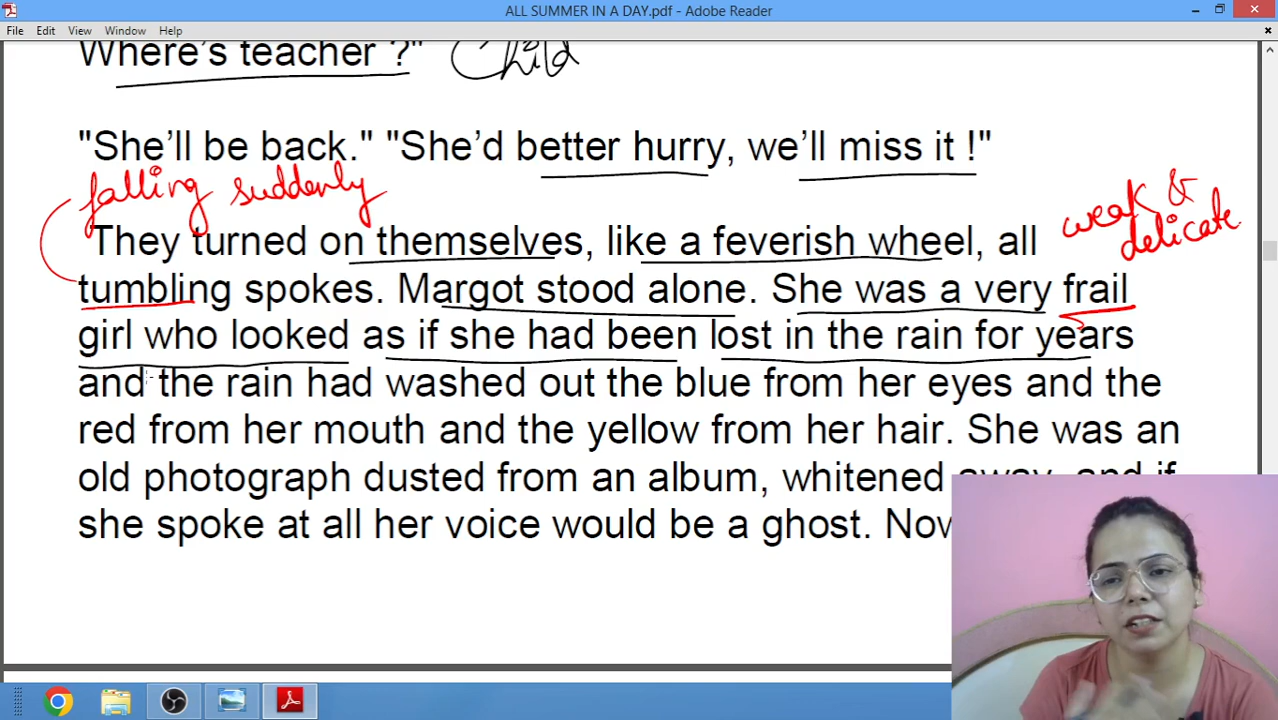 ALL SUMMER IN A DAY.pdf - Adobe Reader
File Edit View Window Help
Where's teacher ?" Child
"She'll be back." "She'd better hurry, we'll miss it !"
falling suddenly
weak &
delicate
They turned on themselves, like a feverish wheel, all
tumbling spokes. Margot stood alone. She was a very frail
girl who looked as if she had been lost in the rain for years
and the rain had washed out the blue from her eyes and the
red from her mouth and the yellow from her hair. She was an
old photograph dusted from an album, whitened away, and if
she spoke at all her voice would be a ghost. Now